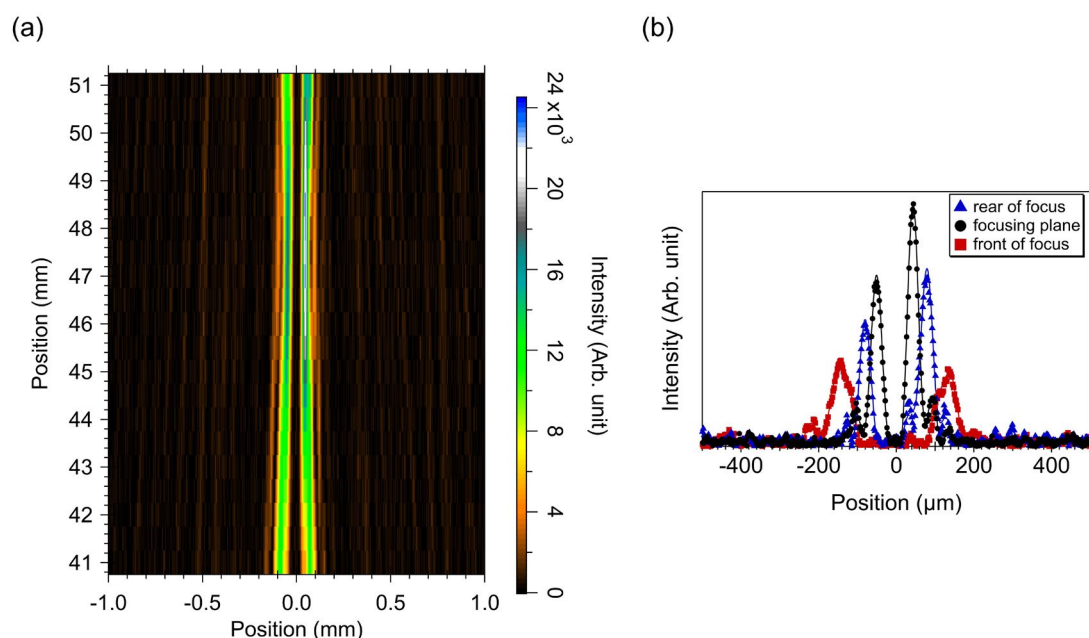 (a)
51
50
49
48
47
46
45
44
43
42
41
Position (mm)
-1.0 -0.5 0.0 0.5 1.0
Position (mm)
24 x10³
20
16
12
8
4
0
Intensity (Arb. unit)
(b)
rear of focus
focusing plane
front of focus
Intensity (Arb. unit)
-400 -200 0 200 400
Position (µm)